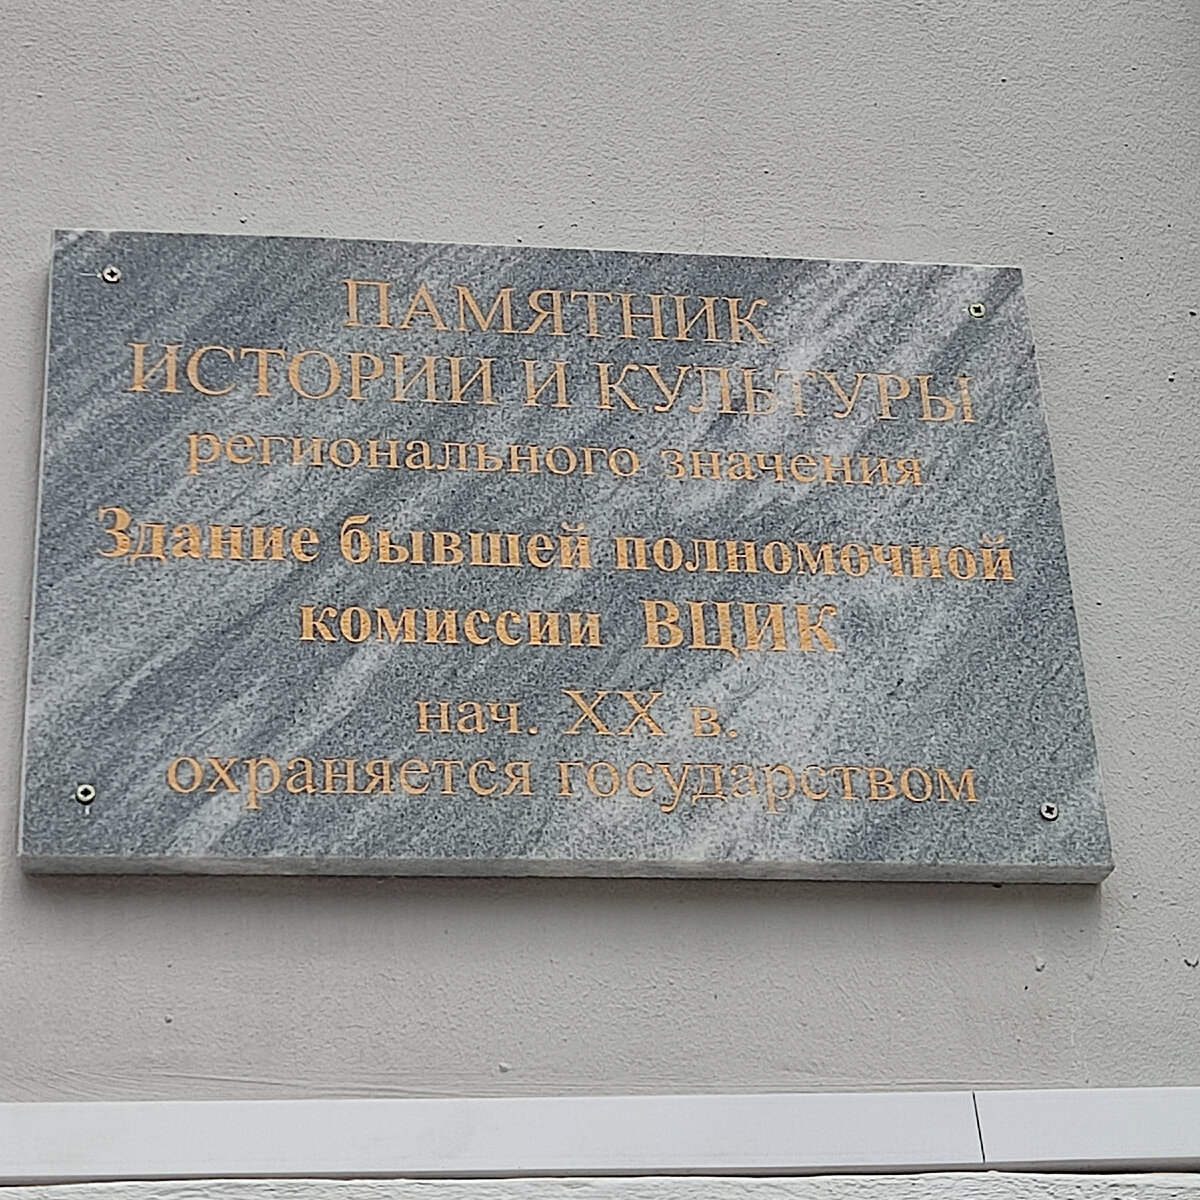 ПАМЯТНИК
ИСТОРИИ И КУЛЬТУРЫ
регионального значения
Здание бывшей полномочной
комиссии ВЦИК
нач. XX в.
охраняется государством